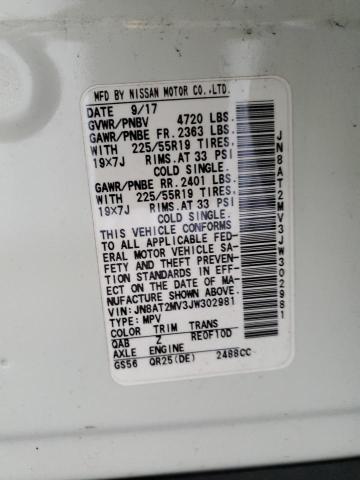 MFD BY NISSAN MOTOR CO.,LTD.
DATE 9/17
GVWR/PNBV 4720 LBS.
GAWR/PNBE FR. 2363 LBS.
WITH 225/55R19 TIRES.
19X7J RIMS.AT 33 PSI
COLD SINGLE.
GAWR/PNBE RR. 2401 LBS.
WITH 225/55R19 TIRES.
19X7J RIMS.AT 33 PSI
COLD SINGLE.
THIS VEHICLE CONFORMS
TO ALL APPLICABLE FED
ERAL MOTOR VEHICLE SA-
FETY AND THEFT PREVENT
ION STANDARDS IN EFFECT
ON THE DATE OF MA-
NUFACTURE SHOWN ABOVE.
VIN:JN8AT2MV3JW302981
TYPE: MPV
COLOR TRIM TRANS
QAB Z RE0F10D
AXLE ENGINE
GS56 QR25(DE) 2488CC
JN8AT2MV3JW302981